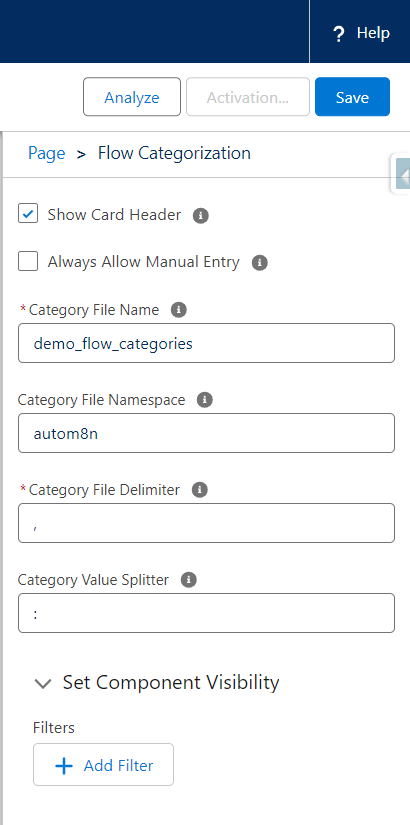 ? Help
Analyze
Activation...
Save
Page > Flow Categorization
Show Card Header
Always Allow Manual Entry
* Category File Name
demo_flow_categories
Category File Namespace
autom8n
* Category File Delimiter
,
Category Value Splitter
:
Set Component Visibility
Filters
+ Add Filter